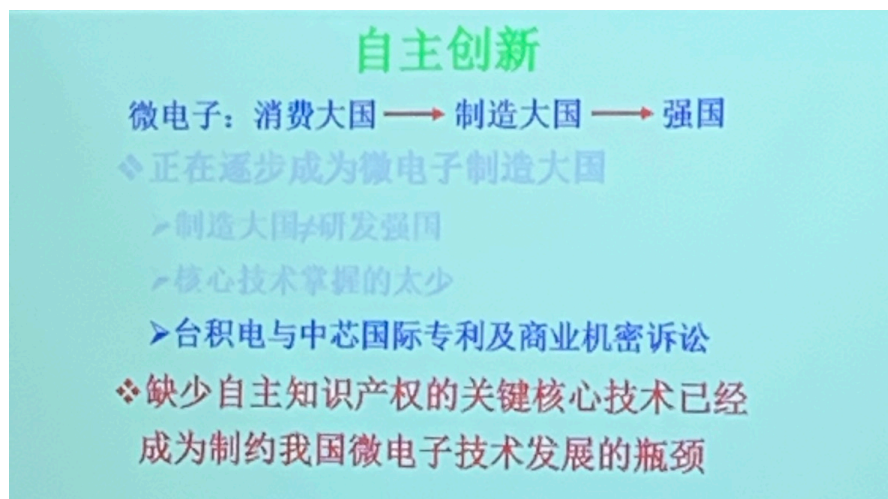 自主创新
微电子：消费大国 → 制造大国 → 强国
❖正在逐步成为微电子制造大国
➢制造大国≠研发强国
➢核心技术掌握的太少
➢台积电与中芯国际专利及商业机密诉讼
❖缺少自主知识产权的关键核心技术已经
成为制约我国微电子技术发展的瓶颈